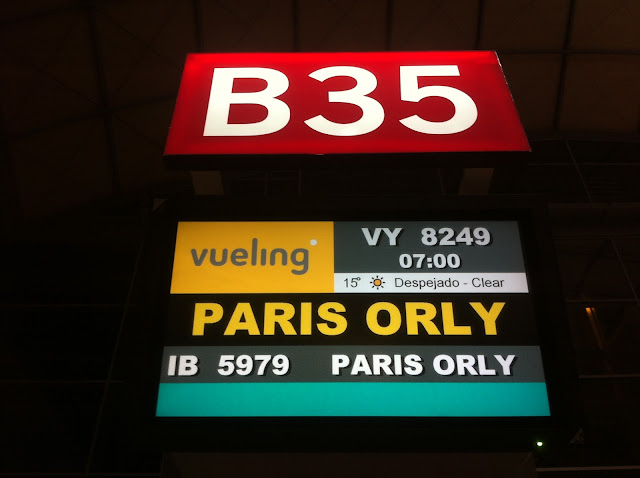 B35
vueling
VY 8249
07:00
15° Despejado - Clear
PARIS ORLY
IB 5979 PARIS ORLY